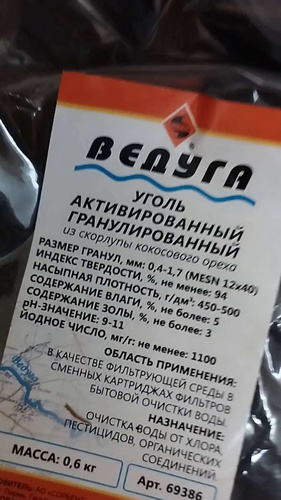 ВЕДУГА
®
УГОЛЬ
АКТИВИРОВАННЫЙ
ГРАНУЛИРОВАННЫЙ
из скорлупы кокосового ореха
РАЗМЕР ГРАНУЛ, мм: 0,4-1,7 (MESN 12x40)
ИНДЕКС ТВЕРДОСТИ, %, не менее: 94
НАСЫПНАЯ ПЛОТНОСТЬ, г/дм³: 450-500
СОДЕРЖАНИЕ ВЛАГИ, %, не более: 5
СОДЕРЖАНИЕ ЗОЛЫ, %, не более: 3
pH-ЗНАЧЕНИЕ: 9-11
ЙОДНОЕ ЧИСЛО, мг/г: не менее: 1100
ОБЛАСТЬ ПРИМЕНЕНИЯ:
В КАЧЕСТВЕ ФИЛЬТРУЮЩЕЙ СРЕДЫ В
СМЕННЫХ КАРТРИДЖАХ ФИЛЬТРОВ
БЫТОВОЙ ОЧИСТКИ ВОДЫ.
НАЗНАЧЕНИЕ:
ОЧИСТКА ВОДЫ ОТ ХЛОРА,
ПЕСТИЦИДОВ, ОРГАНИЧЕСКИХ
СОЕДИНЕНИЙ.
МАССА: 0,6 кг
Арт. 69386